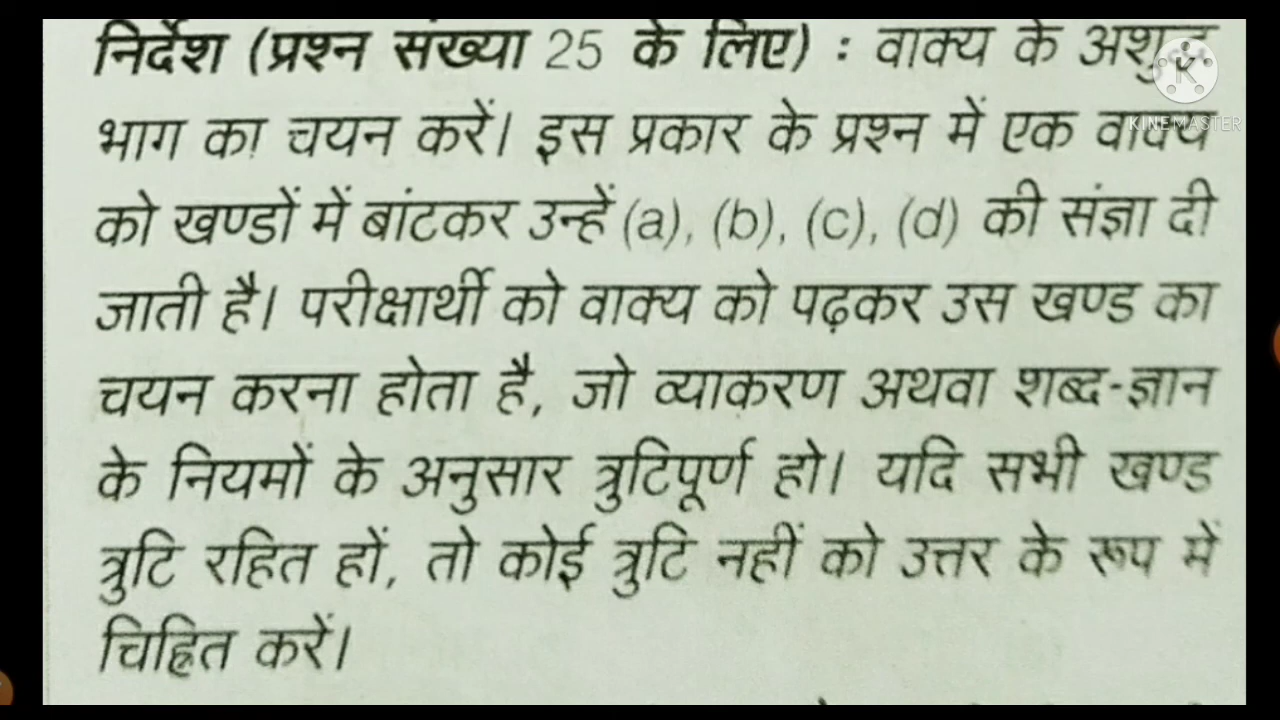 निर्देश (प्रश्न संख्या 25 के लिए) : वाक्य के अशुद्ध
भाग का चयन करें। इस प्रकार के प्रश्न में एक वाक्य
को खण्डों में बांटकर उन्हें (a), (b), (c), (d) की संज्ञा दी
जाती है। परीक्षार्थी को वाक्य को पढ़कर उस खण्ड का
चयन करना होता है, जो व्याकरण अथवा शब्द-ज्ञान
के नियमों के अनुसार त्रुटिपूर्ण हो। यदि सभी खण्ड
त्रुटि रहित हों, तो कोई त्रुटि नहीं को उत्तर के रूप में
चिह्नित करें।
K
KINEMASTER